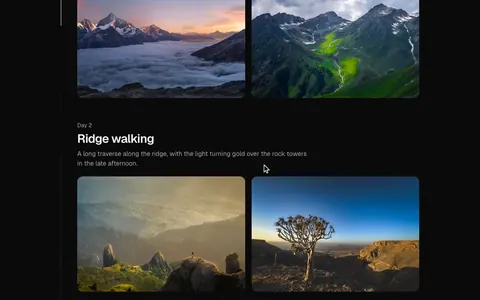 Day 2
Ridge walking
A long traverse along the ridge, with the light turning gold over the rock towers
in the late afternoon.